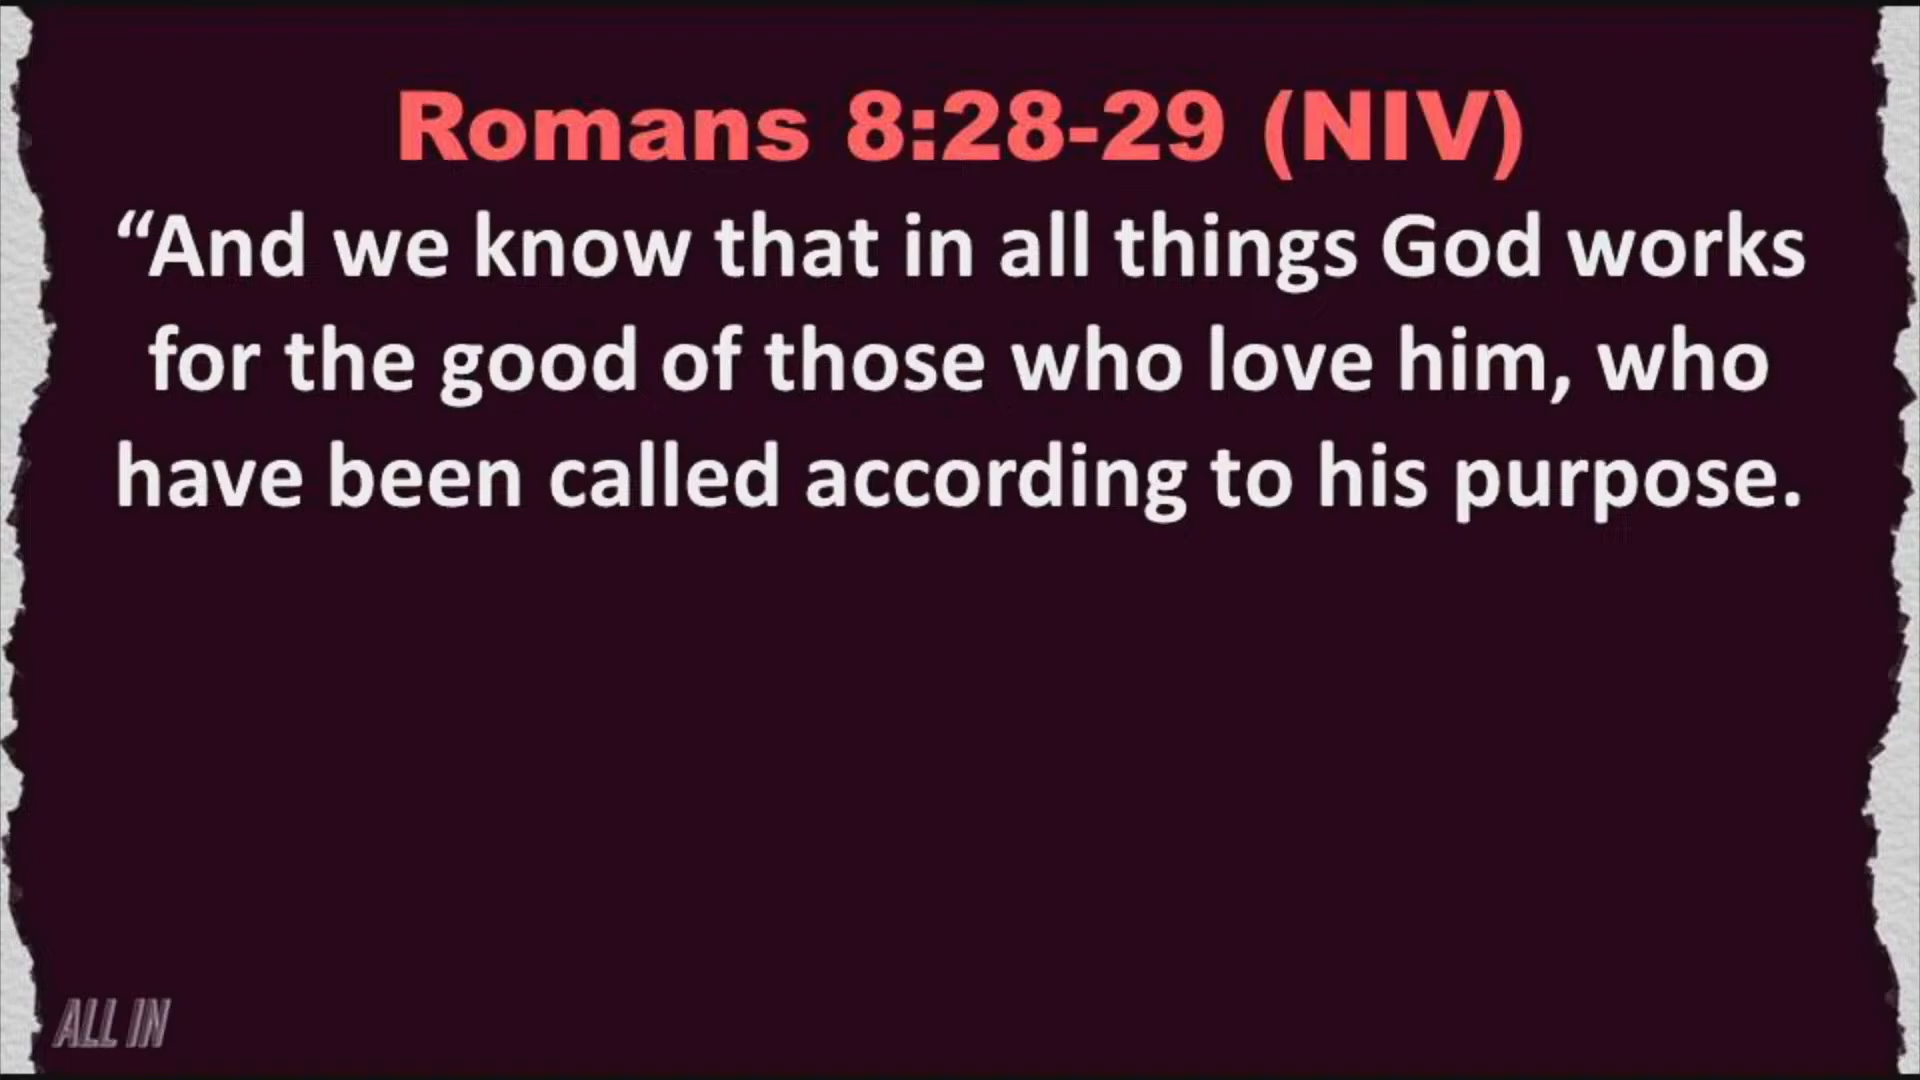 Romans 8:28-29 (NIV)
“And we know that in all things God works
for the good of those who love him, who
have been called according to his purpose.
ALL IN